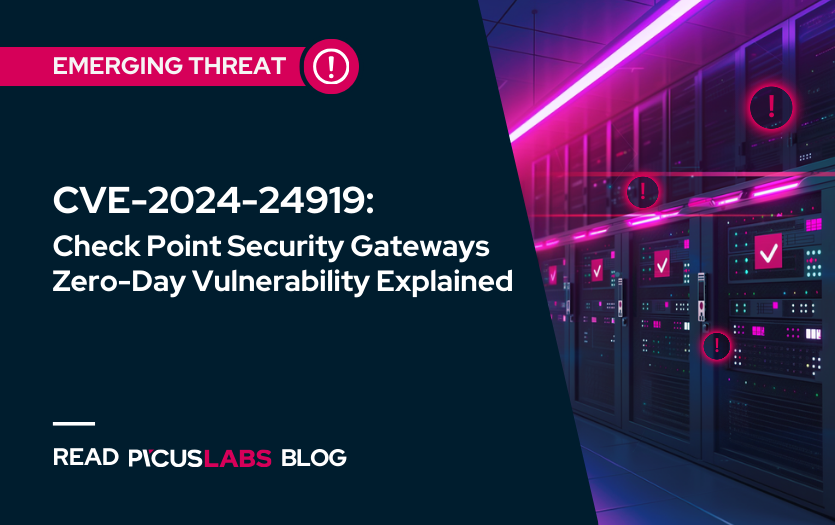 EMERGING THREAT
CVE-2024-24919:
Check Point Security Gateways
Zero-Day Vulnerability Explained
READ PICUSLABS BLOG